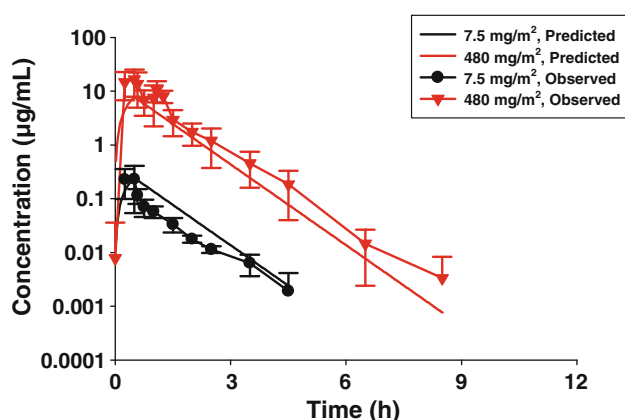 100
10
1
0.1
0.01
0.001
0.0001
Concentration (µg/mL)
0 3 6 9 12
Time (h)
7.5 mg/m², Predicted
480 mg/m², Predicted
7.5 mg/m², Observed
480 mg/m², Observed